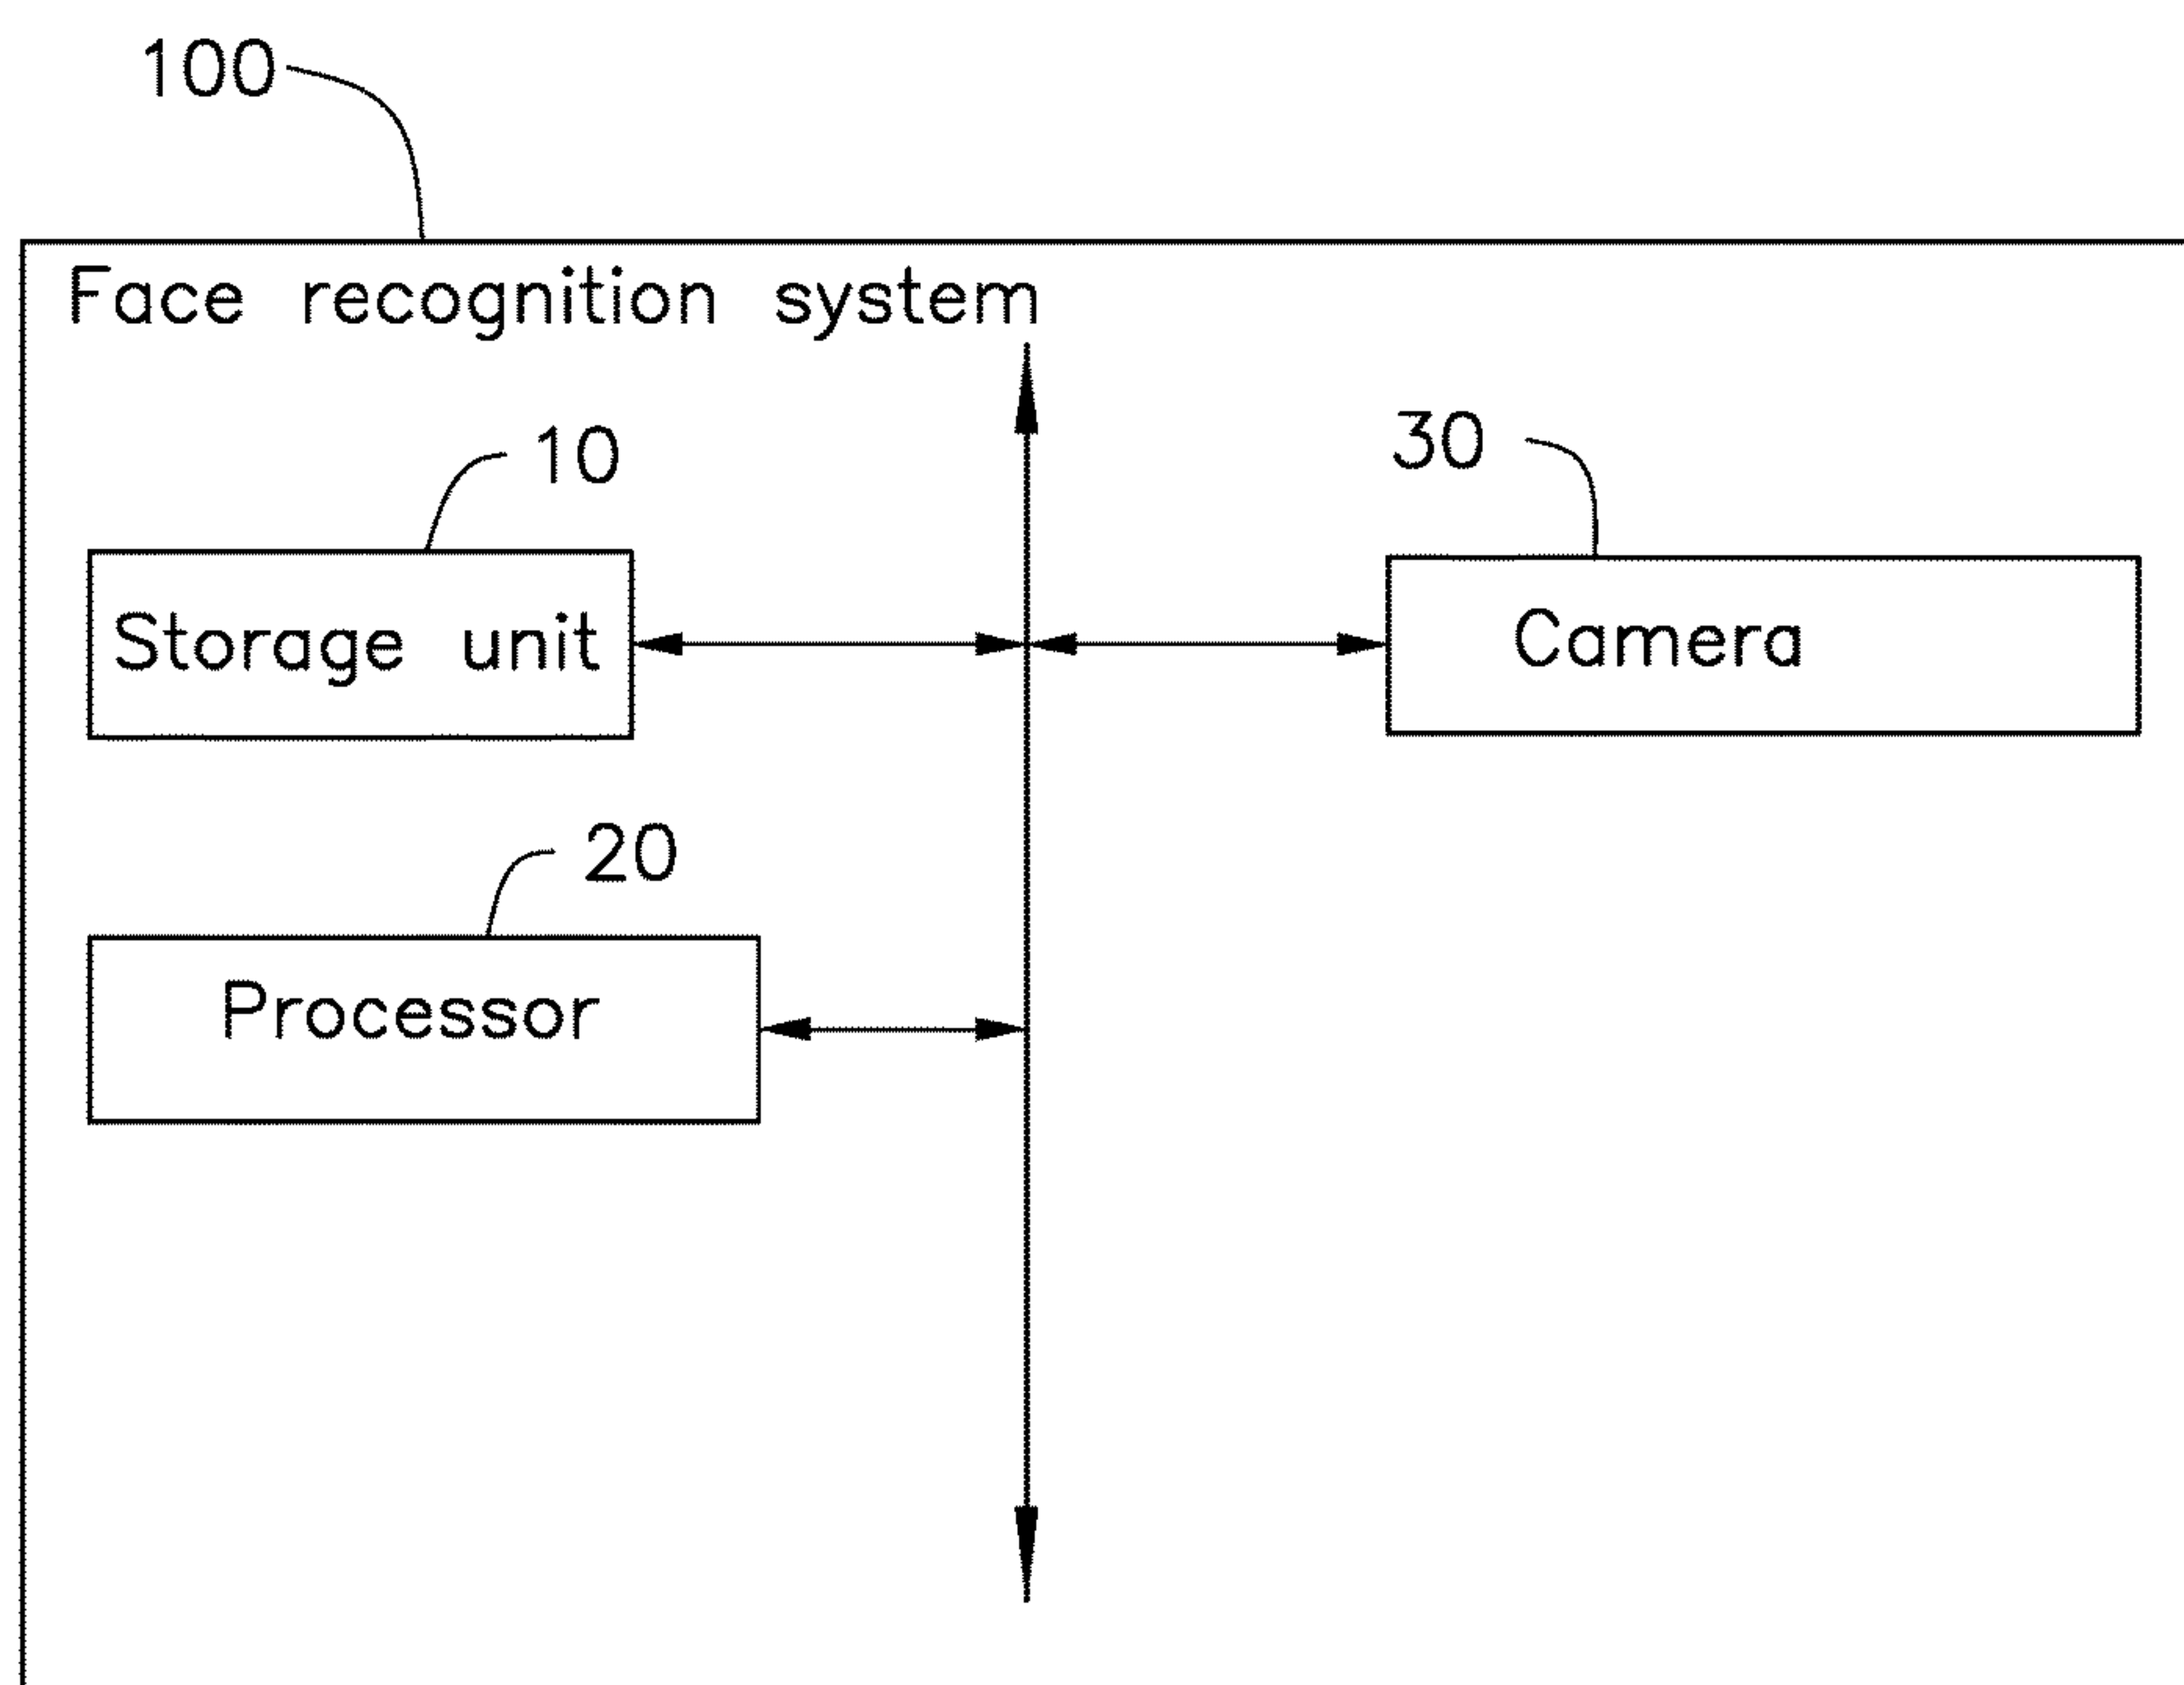 100
Face recognition system
10
30
Storage unit
Camera
20
Processor